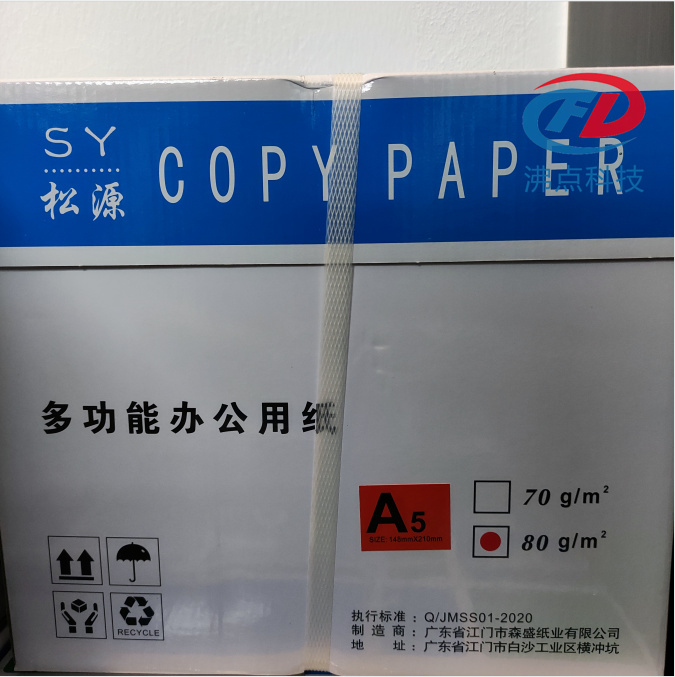 SY
松源
COPY PAPER
FD
沸点科技
多功能办公用纸
A5
SIZE: 148mmX210mm
70 g/m²
80 g/m²
RECYCLE
执行标准：Q/JMSS01-2020
制造商：广东省江门市森盛纸业有限公司
地址：广东省江门市白沙工业区横冲坑